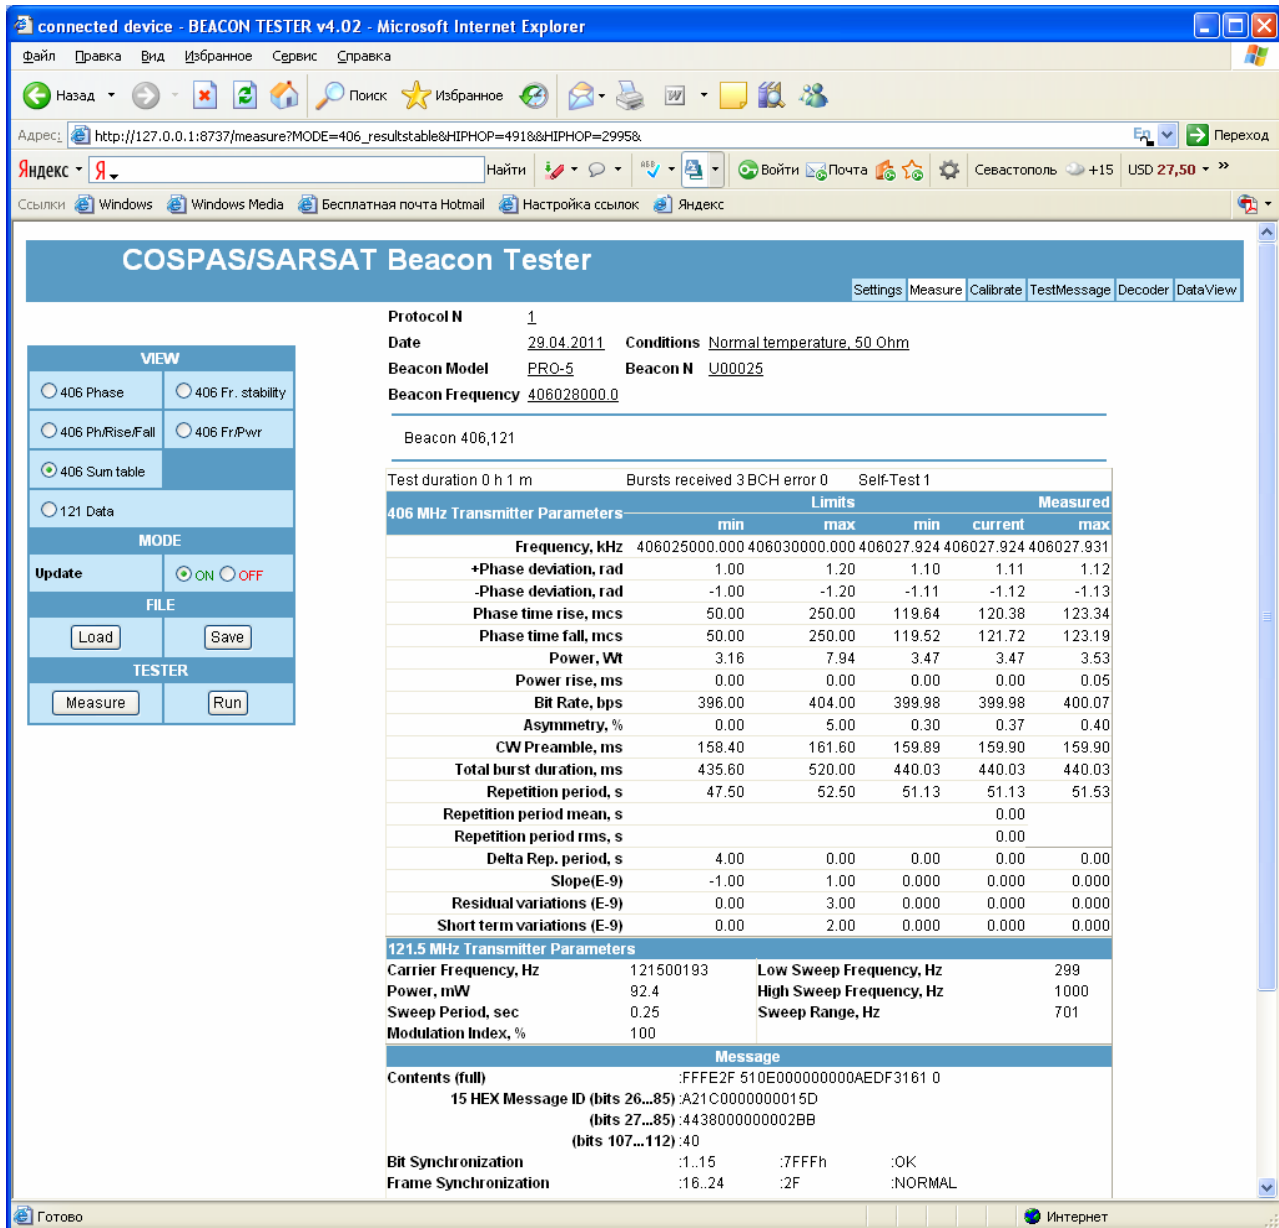 connected device - BEACON TESTER v4.02 - Microsoft Internet Explorer
Файл Правка Вид Избранное Сервис Справка
Назад Поиск Избранное
Адрес: http://127.0.0.1:8737/measure?MODE=406_resultstable&HIPHOP=491&&HIPHOP=2995& Переход
Яндекс Я Найти Войти Почта Севастополь +15 USD 27,50 »
Ссылки Windows Windows Media Бесплатная почта Hotmail Настройка ссылок Яндекс
COSPAS/SARSAT Beacon Tester
Settings Measure Calibrate TestMessage Decoder DataView
VIEW
406 Phase 406 Fr. stability
406 Ph/Rise/Fall 406 Fr/Pwr
406 Sum table
121 Data
MODE
Update ON OFF
FILE
Load Save
TESTER
Measure Run
Protocol N 1
Date 29.04.2011 Conditions Normal temperature, 50 Ohm
Beacon Model PRO-5 Beacon N U00025
Beacon Frequency 406028000.0
Beacon 406,121
Test duration 0 h 1 m Bursts received 3 BCH error 0 Self-Test 1
406 MHz Transmitter Parameters Limits Measured
min max min current max
Frequency, kHz 406025000.000 406030000.000 406027.924 406027.924 406027.931
+Phase deviation, rad 1.00 1.20 1.10 1.11 1.12
-Phase deviation, rad -1.00 -1.20 -1.11 -1.12 -1.13
Phase time rise, mcs 50.00 250.00 119.64 120.38 123.34
Phase time fall, mcs 50.00 250.00 119.52 121.72 123.19
Power, Wt 3.16 7.94 3.47 3.47 3.53
Power rise, ms 0.00 0.00 0.00 0.00 0.05
Bit Rate, bps 396.00 404.00 399.98 399.98 400.07
Asymmetry, % 0.00 5.00 0.30 0.37 0.40
CW Preamble, ms 158.40 161.60 159.89 159.90 159.90
Total burst duration, ms 435.60 520.00 440.03 440.03 440.03
Repetition period, s 47.50 52.50 51.13 51.13 51.53
Repetition period mean, s 0.00
Repetition period rms, s 0.00
Delta Rep. period, s 4.00 0.00 0.00 0.00 0.00
Slope(E-9) -1.00 1.00 0.000 0.000 0.000
Residual variations (E-9) 0.00 3.00 0.000 0.000 0.000
Short term variations (E-9) 0.00 2.00 0.000 0.000 0.000
121.5 MHz Transmitter Parameters
Carrier Frequency, Hz 121500193 Low Sweep Frequency, Hz 299
Power, mW 92.4 High Sweep Frequency, Hz 1000
Sweep Period, sec 0.25 Sweep Range, Hz 701
Modulation Index, % 100
Message
Contents (full) :FFFE2F 510E000000000AEDF3161 0
15 HEX Message ID (bits 26...85) :A21C0000000015D
(bits 27...85) :4438000000002BB
(bits 107...112) :40
Bit Synchronization :1..15 :7FFFh :OK
Frame Synchronization :16..24 :2F :NORMAL
Готово Интернет